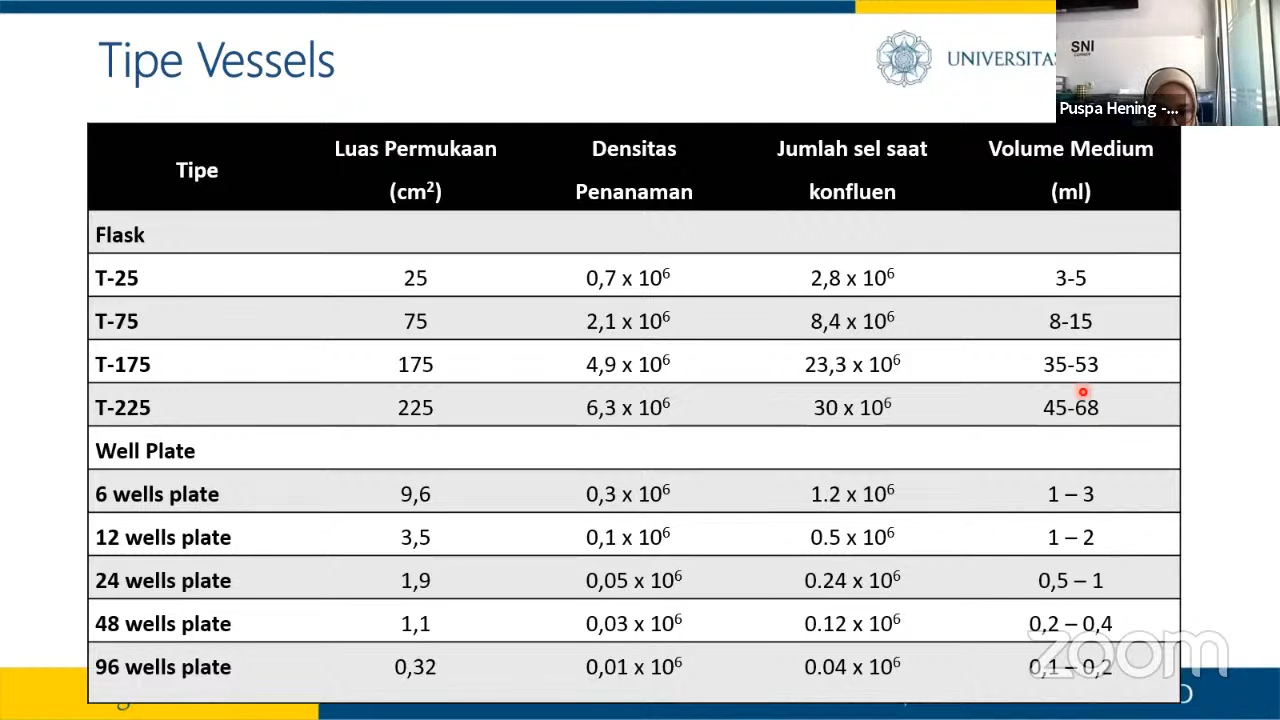 Tipe Vessels
UNIVERSITAS
SNI
Puspa Hening -...
Tipe Luas Permukaan (cm²) Densitas Penanaman Jumlah sel saat konfluen Volume Medium (ml)
Flask
T-25 25 0,7 x 10⁶ 2,8 x 10⁶ 3-5
T-75 75 2,1 x 10⁶ 8,4 x 10⁶ 8-15
T-175 175 4,9 x 10⁶ 23,3 x 10⁶ 35-53
T-225 225 6,3 x 10⁶ 30 x 10⁶ 45-68
Well Plate
6 wells plate 9,6 0,3 x 10⁶ 1.2 x 10⁶ 1 – 3
12 wells plate 3,5 0,1 x 10⁶ 0.5 x 10⁶ 1 – 2
24 wells plate 1,9 0,05 x 10⁶ 0.24 x 10⁶ 0,5 – 1
48 wells plate 1,1 0,03 x 10⁶ 0.12 x 10⁶ 0,2 – 0,4
96 wells plate 0,32 0,01 x 10⁶ 0.04 x 10⁶ 0,1 – 0,2
zoom